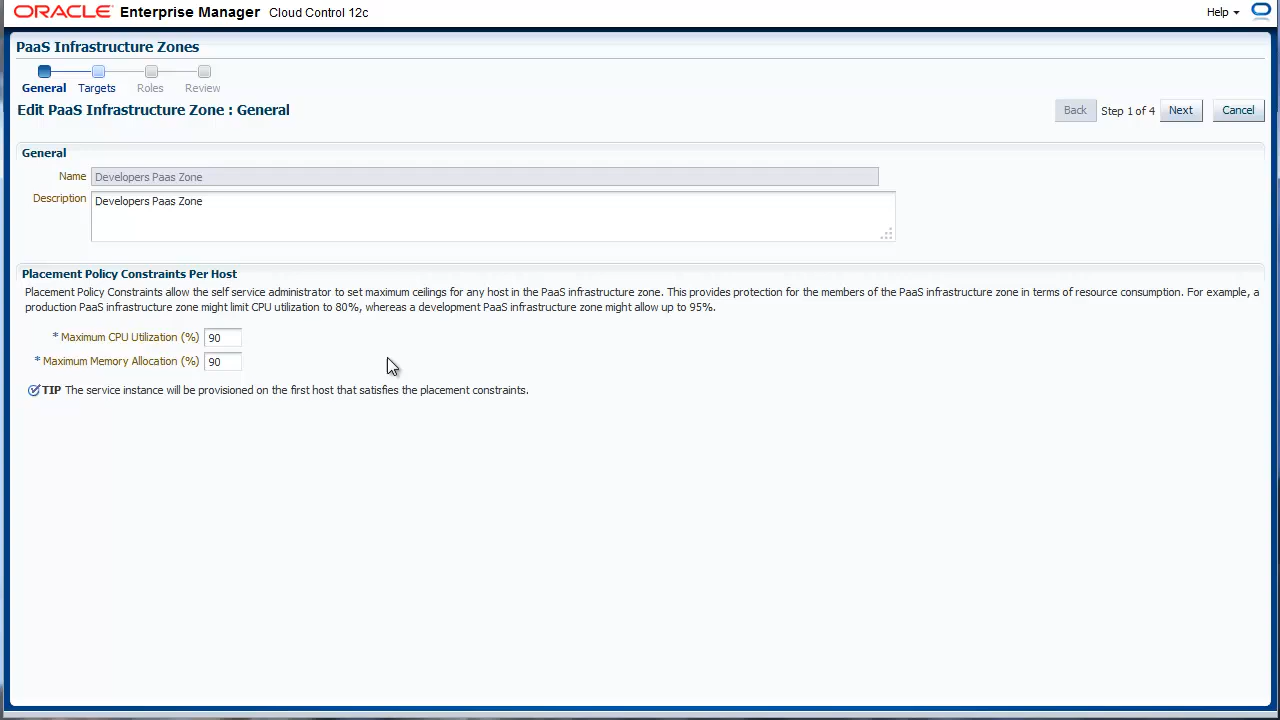 ORACLE Enterprise Manager Cloud Control 12c
Help
PaaS Infrastructure Zones
General Targets Roles Review
Edit PaaS Infrastructure Zone : General
Back Step 1 of 4 Next Cancel
General
Name Developers Paas Zone
Description Developers Paas Zone
Placement Policy Constraints Per Host
Placement Policy Constraints allow the self service administrator to set maximum ceilings for any host in the PaaS infrastructure zone. This provides protection for the members of the PaaS infrastructure zone in terms of resource consumption. For example, a
production PaaS infrastructure zone might limit CPU utilization to 80%, whereas a development PaaS infrastructure zone might allow up to 95%.
* Maximum CPU Utilization (%) 90
* Maximum Memory Allocation (%) 90
TIP The service instance will be provisioned on the first host that satisfies the placement constraints.